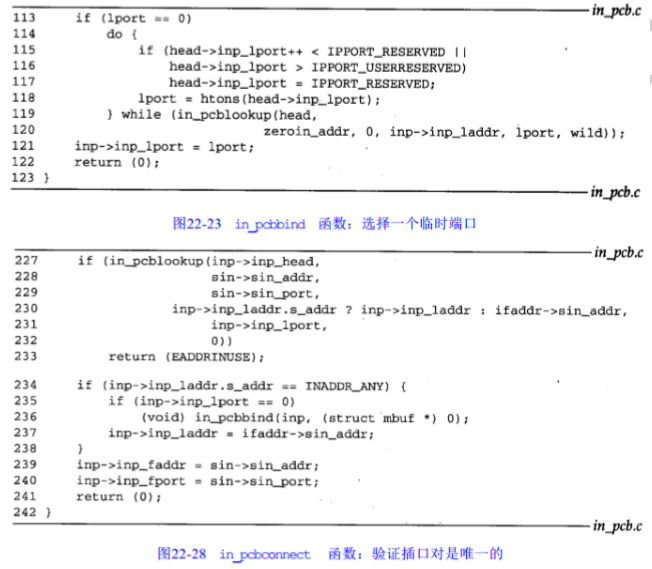 in_pcb.c
113 if (lport == 0)
114 do {
115 if (head->inp_lport++ < IPPORT_RESERVED ||
116 head->inp_lport > IPPORT_USERRESERVED)
117 head->inp_lport = IPPORT_RESERVED;
118 lport = htons(head->inp_lport);
119 } while (in_pcblookup(head,
120 zeroin_addr, 0, inp->inp_laddr, lport, wild));
121 inp->inp_lport = lport;
122 return (0);
123 }
in_pcb.c
图22-23 in_pcbbind 函数：选择一个临时端口
in_pcb.c
227 if (in_pcblookup(inp->inp_head,
228 sin->sin_addr,
229 sin->sin_port,
230 inp->inp_laddr.s_addr ? inp->inp_laddr : ifaddr->sin_addr,
231 inp->inp_lport,
232 0))
233 return (EADDRINUSE);
234 if (inp->inp_laddr.s_addr == INADDR_ANY) {
235 if (inp->inp_lport == 0)
236 (void) in_pcbbind(inp, (struct mbuf *) 0);
237 inp->inp_laddr = ifaddr->sin_addr;
238 }
239 inp->inp_faddr = sin->sin_addr;
240 inp->inp_fport = sin->sin_port;
241 return (0);
242 }
in_pcb.c
图22-28 in_pcbconnect 函数：验证插口对是唯一的